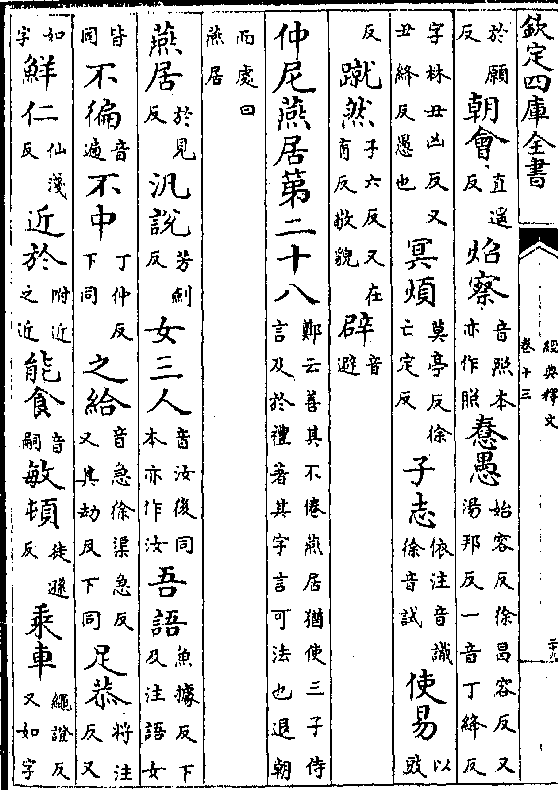 欽定四庫全書
經典釋文
卷十三
於願反 朝會 直遥反 炤察 音照本亦作照 惷愚 始容反徐昌容反又湯邦反一音丁絳反
字林丑凶反又丑絳反愚也 冥煩 莫亭反徐亡定反 子志 依注音識徐音試 使易 以豉
反 蹴然 子六反又在育反敬貌 辟 音避
仲尼燕居第二十八 鄭云善其不倦燕居猶使三子侍言及於禮著其字言可法也退朝
而處曰燕居
燕居 於見反 汎說 芳劍反 女三人 音汝後同本亦作汝 吾語 魚據反下及注語女
皆同 不徧 音遍 不中 丁仲反下同 之給 音急徐渠急反又其劫反下同 足恭 將注反又
如字 鮮仁 仙淺反 近於 附近之近 能食 音嗣 敏頓 徒遜反 乘車 繩證反又如字